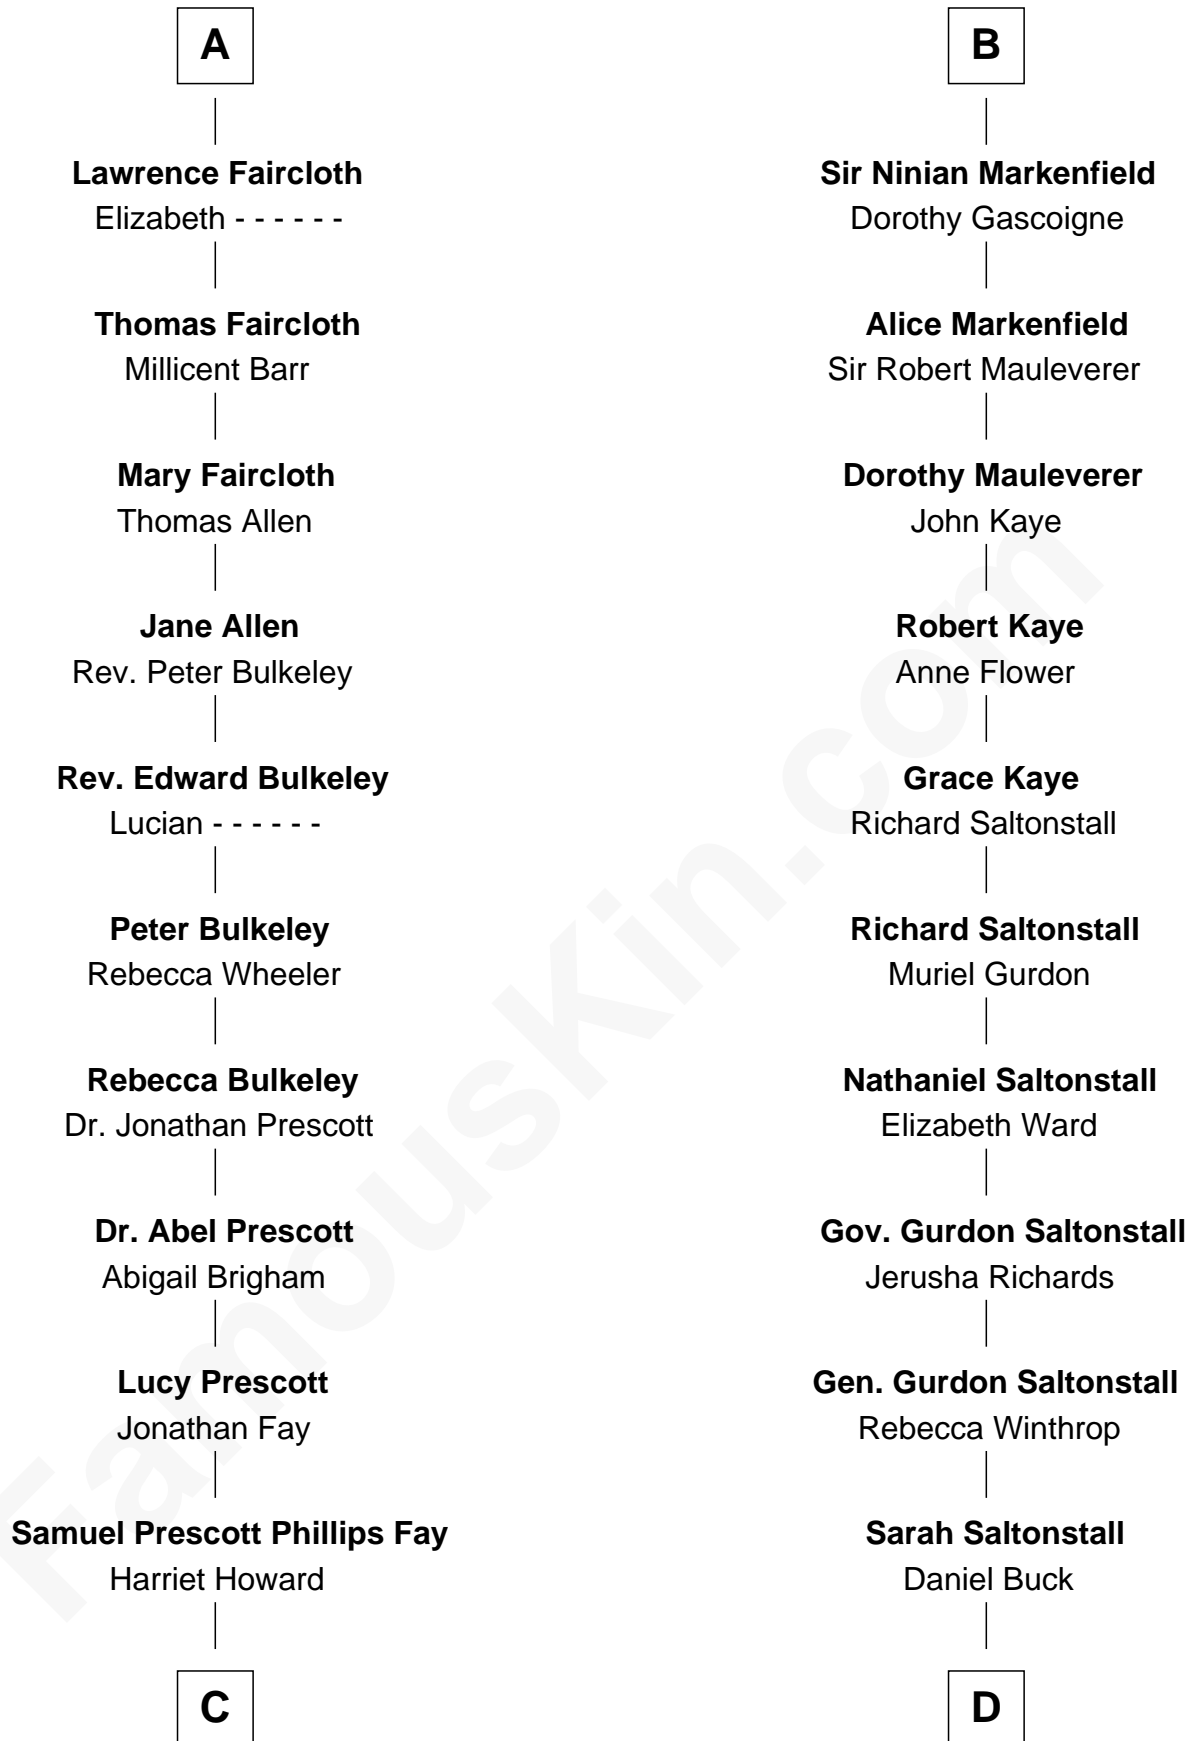 A
Lawrence Faircloth
Elizabeth - - - - - -
Thomas Faircloth
Millicent Barr
Mary Faircloth
Thomas Allen
Jane Allen
Rev. Peter Bulkeley
Rev. Edward Bulkeley
Lucian - - - - - -
Peter Bulkeley
Rebecca Wheeler
Rebecca Bulkeley
Dr. Jonathan Prescott
Dr. Abel Prescott
Abigail Brigham
Lucy Prescott
Jonathan Fay
Samuel Prescott Phillips Fay
Harriet Howard
C
B
Sir Ninian Markenfield
Dorothy Gascoigne
Alice Markenfield
Sir Robert Mauleverer
Dorothy Mauleverer
John Kaye
Robert Kaye
Anne Flower
Grace Kaye
Richard Saltonstall
Richard Saltonstall
Muriel Gurdon
Nathaniel Saltonstall
Elizabeth Ward
Gov. Gurdon Saltonstall
Jerusha Richards
Gen. Gurdon Saltonstall
Rebecca Winthrop
Sarah Saltonstall
Daniel Buck
D
FamousKin.com